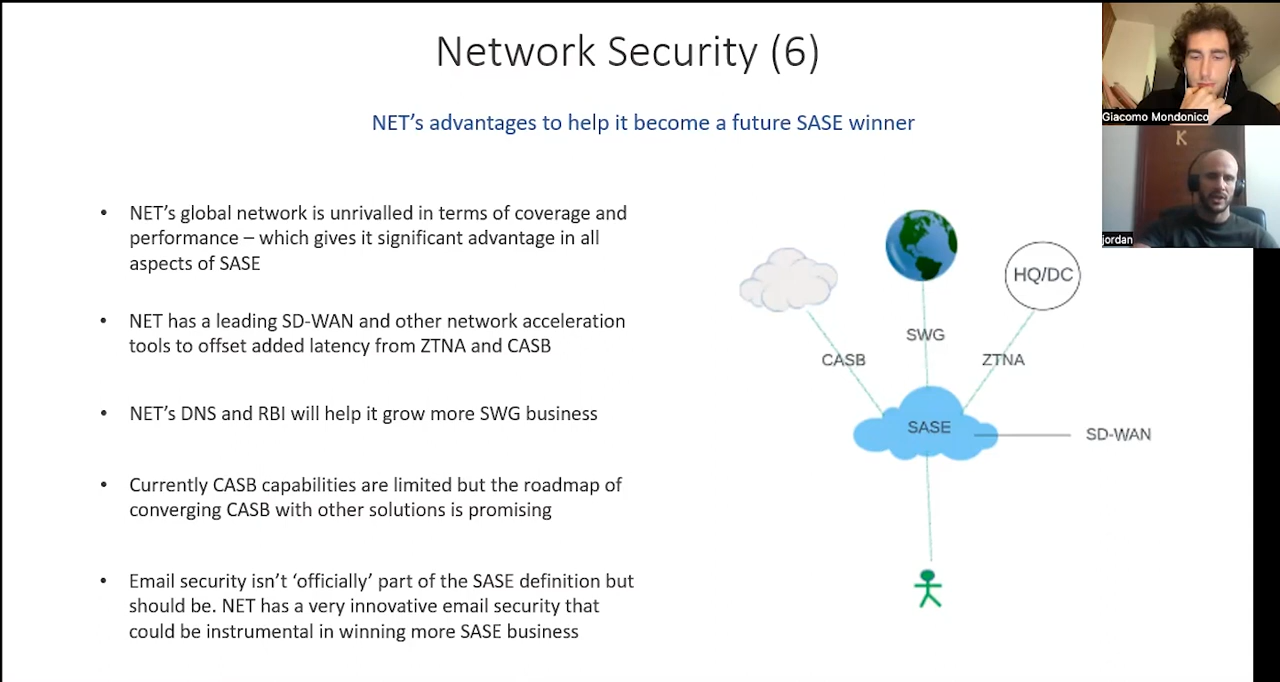 Network Security (6)
NET's advantages to help it become a future SASE winner
• NET's global network is unrivalled in terms of coverage and
performance – which gives it significant advantage in all
aspects of SASE
• NET has a leading SD-WAN and other network acceleration
tools to offset added latency from ZTNA and CASB
• NET's DNS and RBI will help it grow more SWG business
• Currently CASB capabilities are limited but the roadmap of
converging CASB with other solutions is promising
• Email security isn't ‘officially’ part of the SASE definition but
should be. NET has a very innovative email security that
could be instrumental in winning more SASE business
HQ/DC
SWG
CASB
ZTNA
SASE
SD-WAN
Giacomo Mondonico
K
jordan